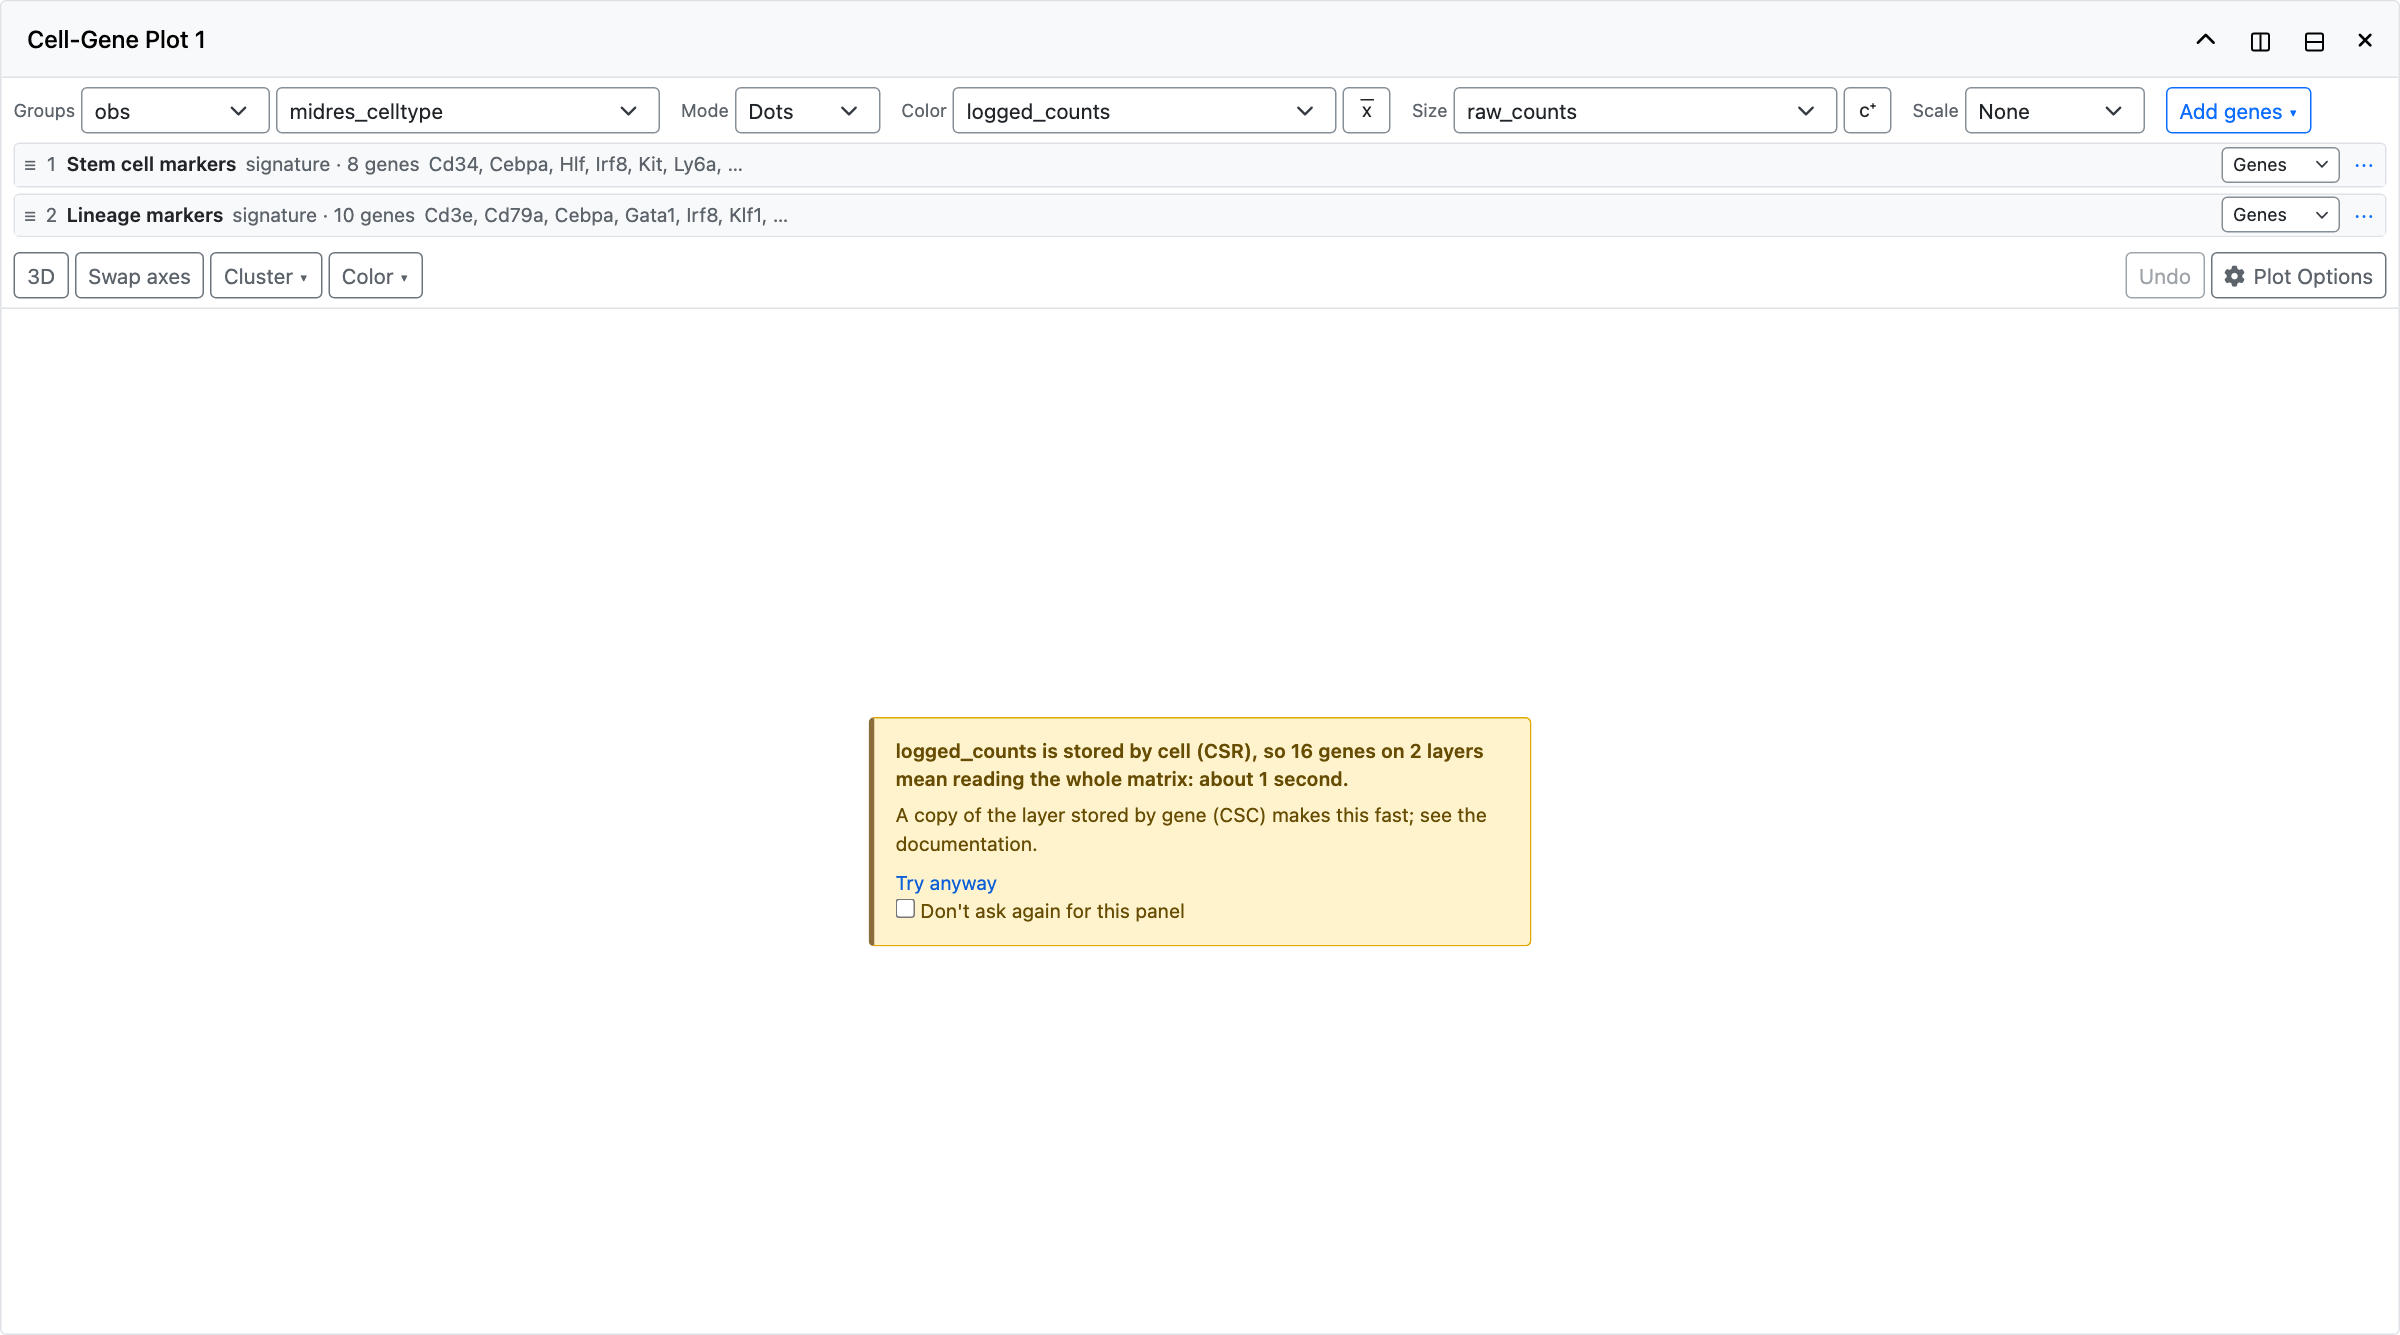 Cell-Gene Plot 1
Groups obs midres_celltype Mode Dots Color logged_counts x̅ Size raw_counts c⁺ Scale None Add genes ▾
≡ 1 Stem cell markers signature · 8 genes Cd34, Cebpa, Hlf, Irf8, Kit, Ly6a, ... Genes ···
≡ 2 Lineage markers signature · 10 genes Cd3e, Cd79a, Cebpa, Gata1, Irf8, Klf1, ... Genes ···
3D Swap axes Cluster ▾ Color ▾ Undo Plot Options
logged_counts is stored by cell (CSR), so 16 genes on 2 layers
mean reading the whole matrix: about 1 second.
A copy of the layer stored by gene (CSC) makes this fast; see the
documentation.
Try anyway
Don't ask again for this panel